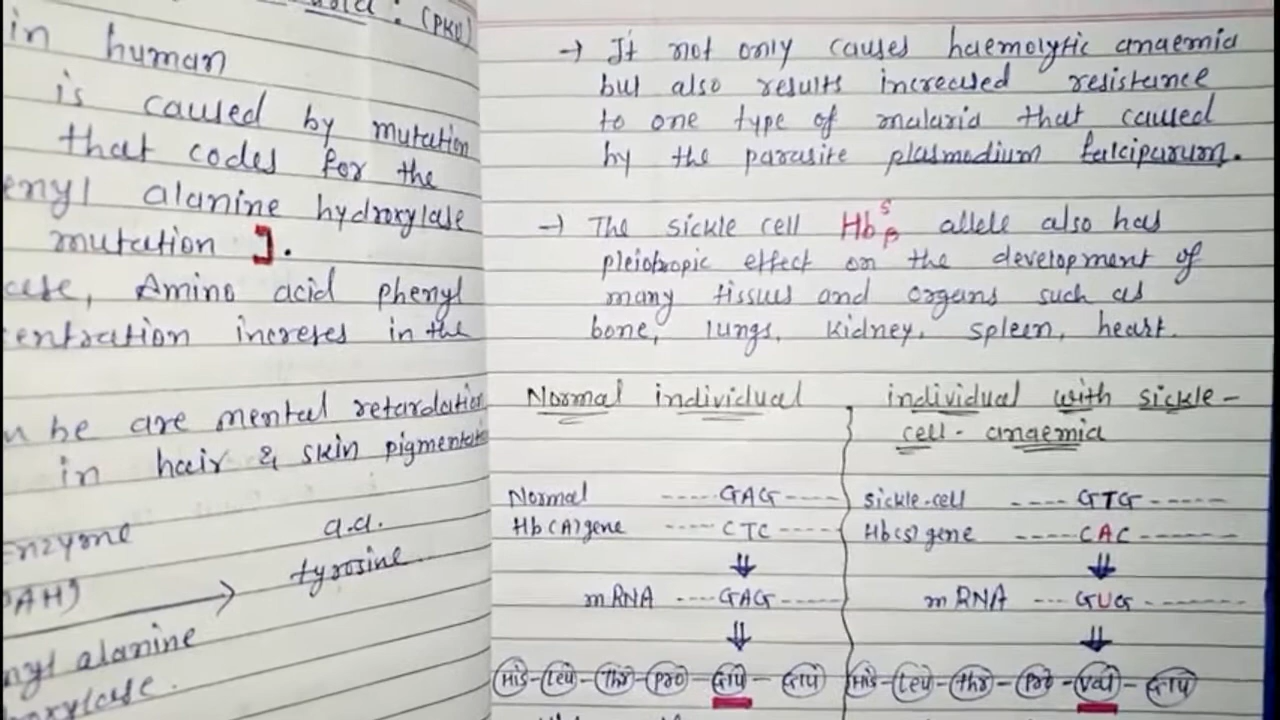 : (PKU)
in human
is caused by mutation
that codes for the
enyl alanine hydroxylase
mutation ].
Amino acid phenyl
entration increses in the
be are mental retardation
in hair & skin pigmentati
Enzyme
a.a.
tyrosine
PAH)
nyl alanine
oxylase.
→ It not only causes haemolytic anaemia
but also results increased resistance
to one type of malaria that caused
by the parasite plasmodium falciparum.
→ The sickle cell Hb S β allele also has
pleiotropic effect on the development of
many tissues and organs such as
bone, lungs, kidney, spleen, heart.
Normal individual
Normal ---- GAG ----
Hb(A) gene ---- CTC ----
⇓
mRNA ---- GAG ----
⇓
His - Leu - Thr - Pro - Glu - Glu
individual with sickle-
cell-anaemia
sickle-cell ---- GTG ------
Hb(s) gene ----- CAC -------
⇓
mRNA --- GUG -------
⇓
His - Leu - thr - Pro - Val - Glu